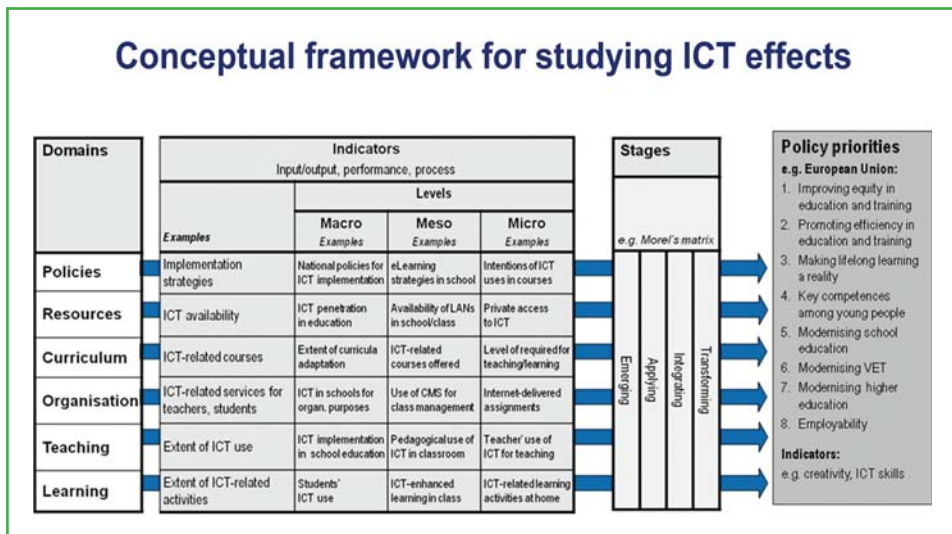 Conceptual framework for studying ICT effects
Domains
Indicators
Input/output, performance, process
Levels
Examples
Macro
Examples
Meso
Examples
Micro
Examples
Stages
e.g. Morel's matrix
Policies
Implementation
strategies
National policies for
ICT implementation
eLearning
strategies in school
Intentions of ICT
uses in courses
Resources
ICT availability
ICT penetration
in education
Availability of LANs
in school/class
Private access
to ICT
Curriculum
ICT-related courses
Extent of curricula
adaptation
ICT-related
courses offered
Level of required for
teaching/learning
Organisation
ICT-related services for
teachers, students
ICT in schools for
organ. purposes
Use of CMS for
class management
Internet-delivered
assignments
Teaching
Extent of ICT use
ICT implementation
in school education
Pedagogical use of
ICT in classroom
Teacher' use of
ICT for teaching
Learning
Extent of ICT-related
activities
Students'
ICT use
ICT-enhanced
learning in class
ICT-related learning
activities at home
Emerging
Applying
Integrating
Transforming
Policy priorities
e.g. European Union:
1. Improving equity in
education and training
2. Promoting efficiency in
education and training
3. Making lifelong learning
a reality
4. Key competences
among young people
5. Modernising school
education
6. Modernising VET
7. Modernising higher
education
8. Employability
Indicators:
e.g. creativity, ICT skills